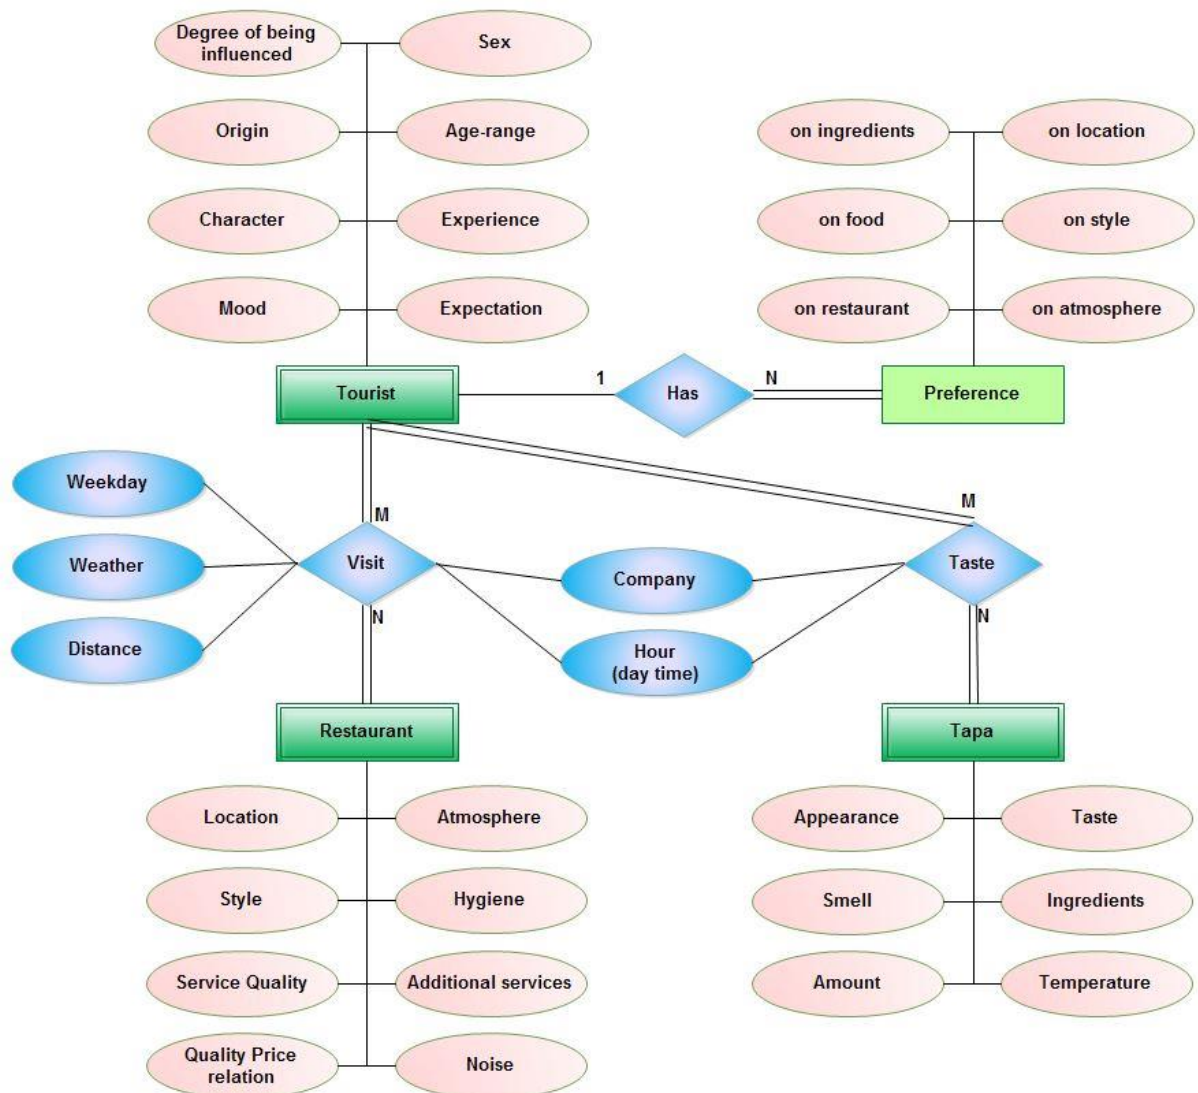 Degree of being
influenced
Sex
Origin
Age-range
Character
Experience
Mood
Expectation
on ingredients
on location
on food
on style
on restaurant
on atmosphere
Tourist
1
Has
N
Preference
Weekday
Weather
Distance
M
Visit
N
Company
Hour
(day time)
M
Taste
N
Restaurant
Tapa
Location
Atmosphere
Style
Hygiene
Service Quality
Additional services
Quality Price
relation
Noise
Appearance
Taste
Smell
Ingredients
Amount
Temperature